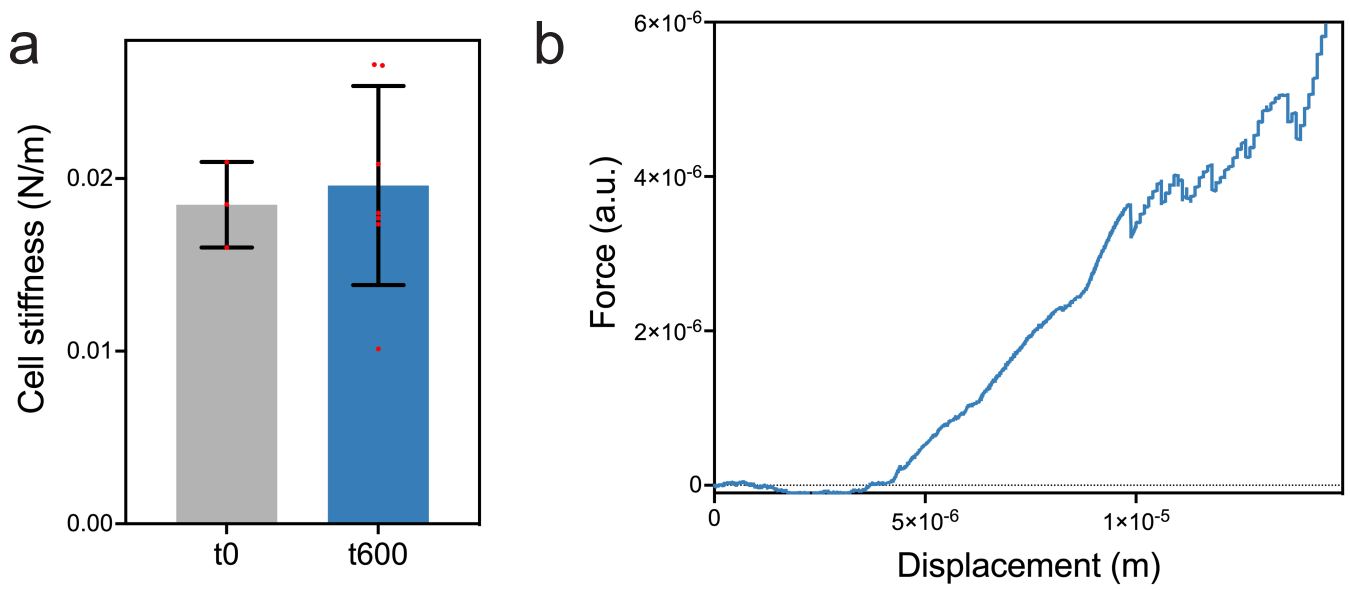 a
Cell stiffness (N/m)
0.02
0.01
0.00
t0
t600
b
Force (a.u.)
6×10⁻⁶
4×10⁻⁶
2×10⁻⁶
0
0
5×10⁻⁶
1×10⁻⁵
Displacement (m)